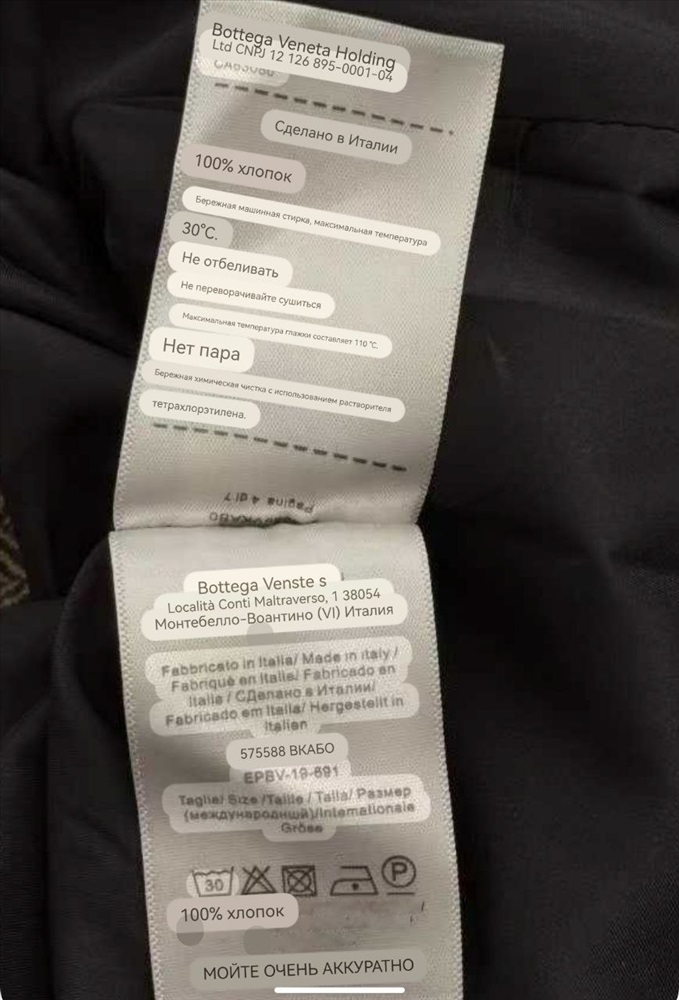 Bottega Veneta Holding
Ltd CNPJ 12 126 895-0001-04
Сделано в Италии
100% хлопок
Бережная машинная стирка, максимальная температура
30°C.
Не отбеливать
Не переворачивайте сушиться
Максимальная температура глажки составляет 110 °C.
Нет пара
Бережная химическая чистка с использованием растворителя
тетрахлорэтилена.
Pagina 4 di 7
Bottega Venste s
Località Conti Maltraverso, 1 38054
Монтебелло-Воантино (VI) Италия
Fabbricato in Italia/ Made in italy /
Fabriqué en Italie/ Fabricado en
Italia / СДелано в Италии/
Fabricado em Italia/ Hergestellt in
Italien
575588 ВКАБО
EPBV-19-691
Taglia/ Size /Taille / Talla/ Размер
(международный)/Internationale
Grösse
30
P
100% хлопок
МОЙТЕ ОЧЕНЬ АККУРАТНО